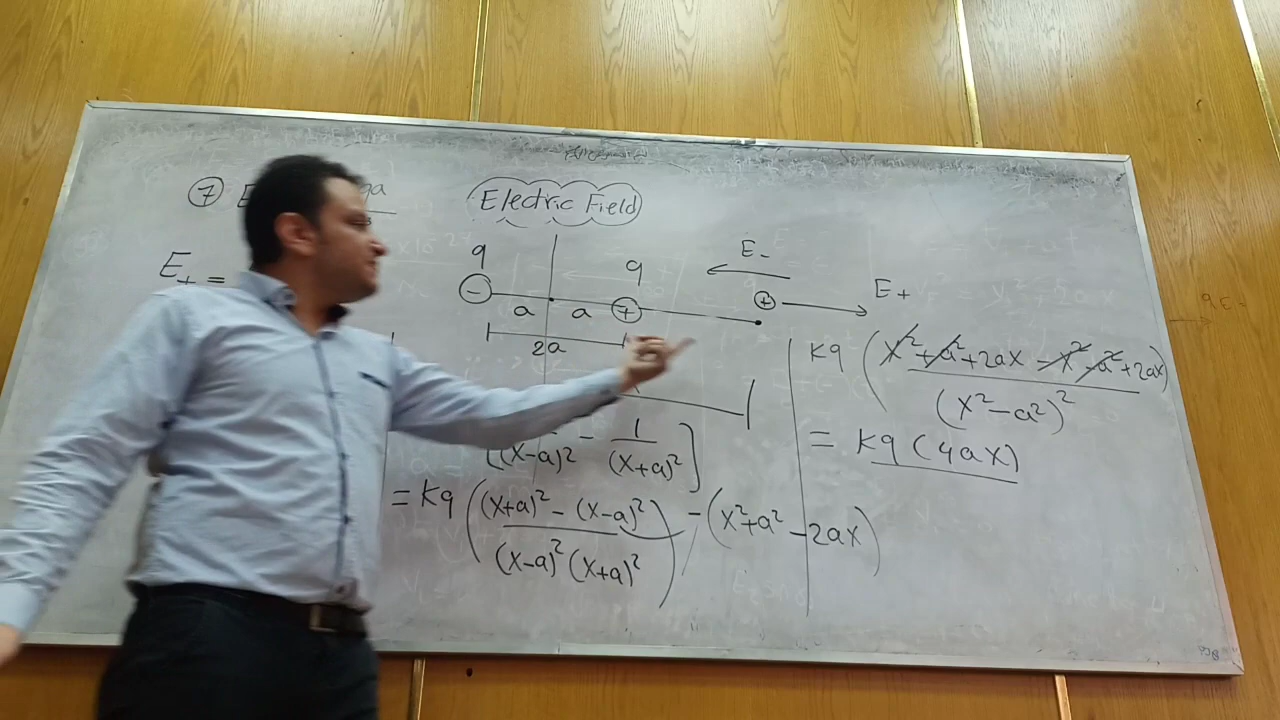 Electric Field
⑦ E
qa
q
q
E₋
E₊
−
+
+
a
a
2a
E₊ =
((x-a)² - 1/(x+a)²]
= Kq ( ((x+a)² - (x-a)²) / ((x-a)² (x+a)²) ) - (x²+a² - 2ax)
Kq ( (x²+a²+2ax - x²-a²+2ax) / (x²-a²)² )
= Kq (4ax)